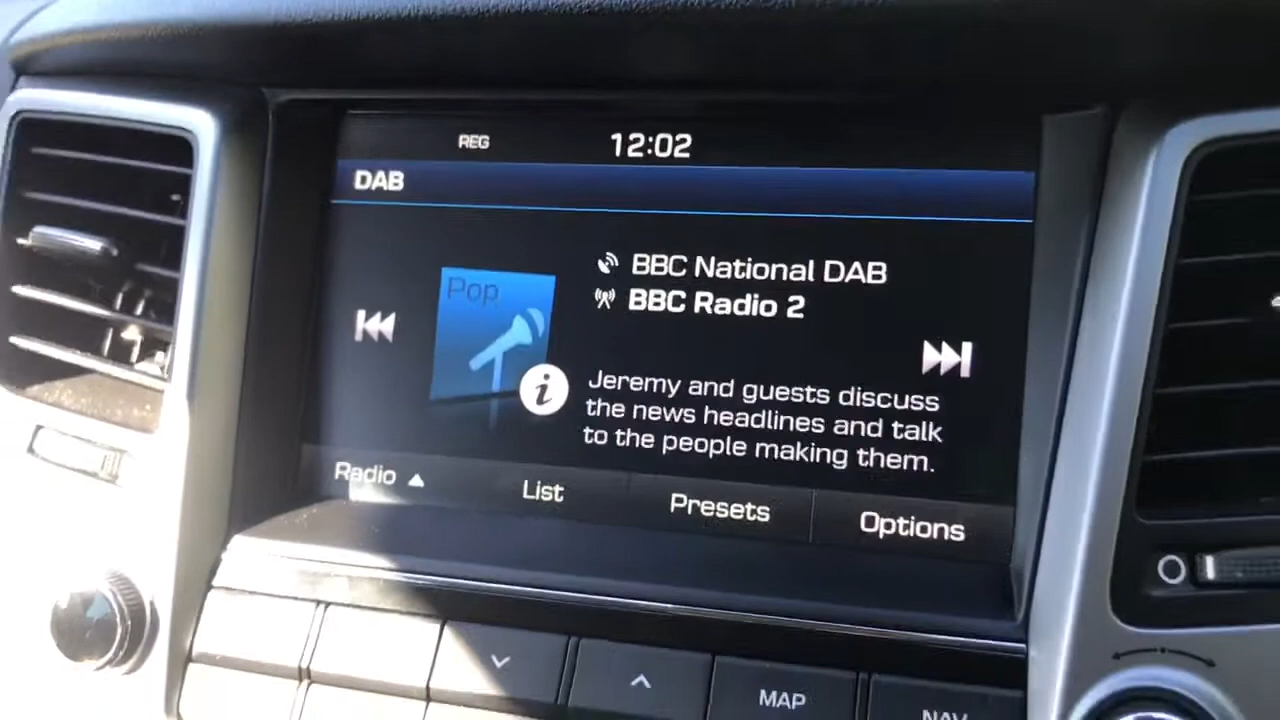 REG
12:02
DAB
Pop
BBC National DAB
BBC Radio 2
Jeremy and guests discuss
the news headlines and talk
to the people making them.
Radio
List
Presets
Options
MAP
NAV